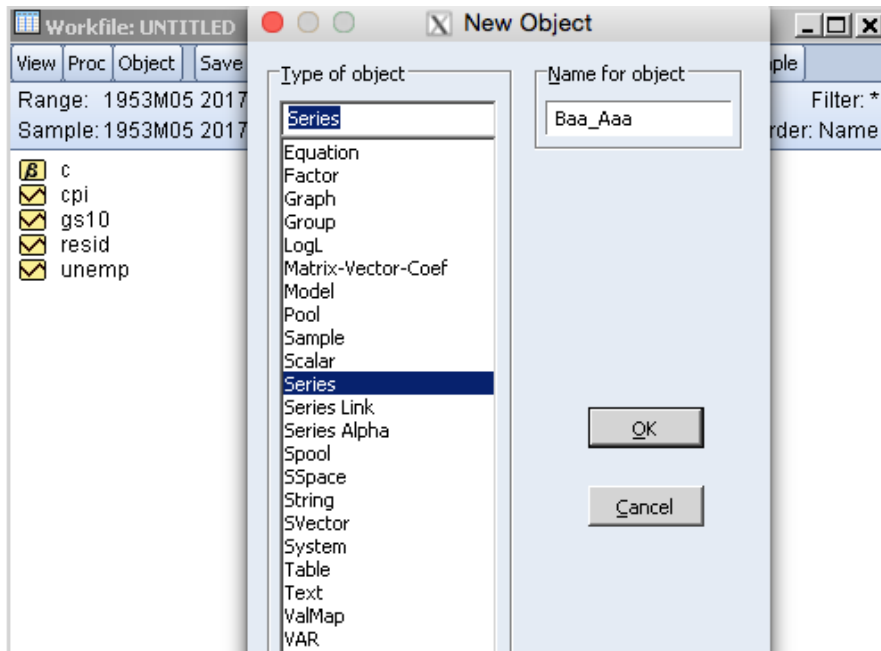 Workfile: UNTITLED
View Proc Object Save
Range: 1953M05 2017
Filter: *
Sample: 1953M05 2017
rder: Name
c
cpi
gs10
resid
unemp
New Object
Type of object
Series
Equation
Factor
Graph
Group
LogL
Matrix-Vector-Coef
Model
Pool
Sample
Scalar
Series
Series Link
Series Alpha
Spool
SSpace
String
SVector
System
Table
Text
ValMap
VAR
Name for object
Baa_Aaa
OK
Cancel